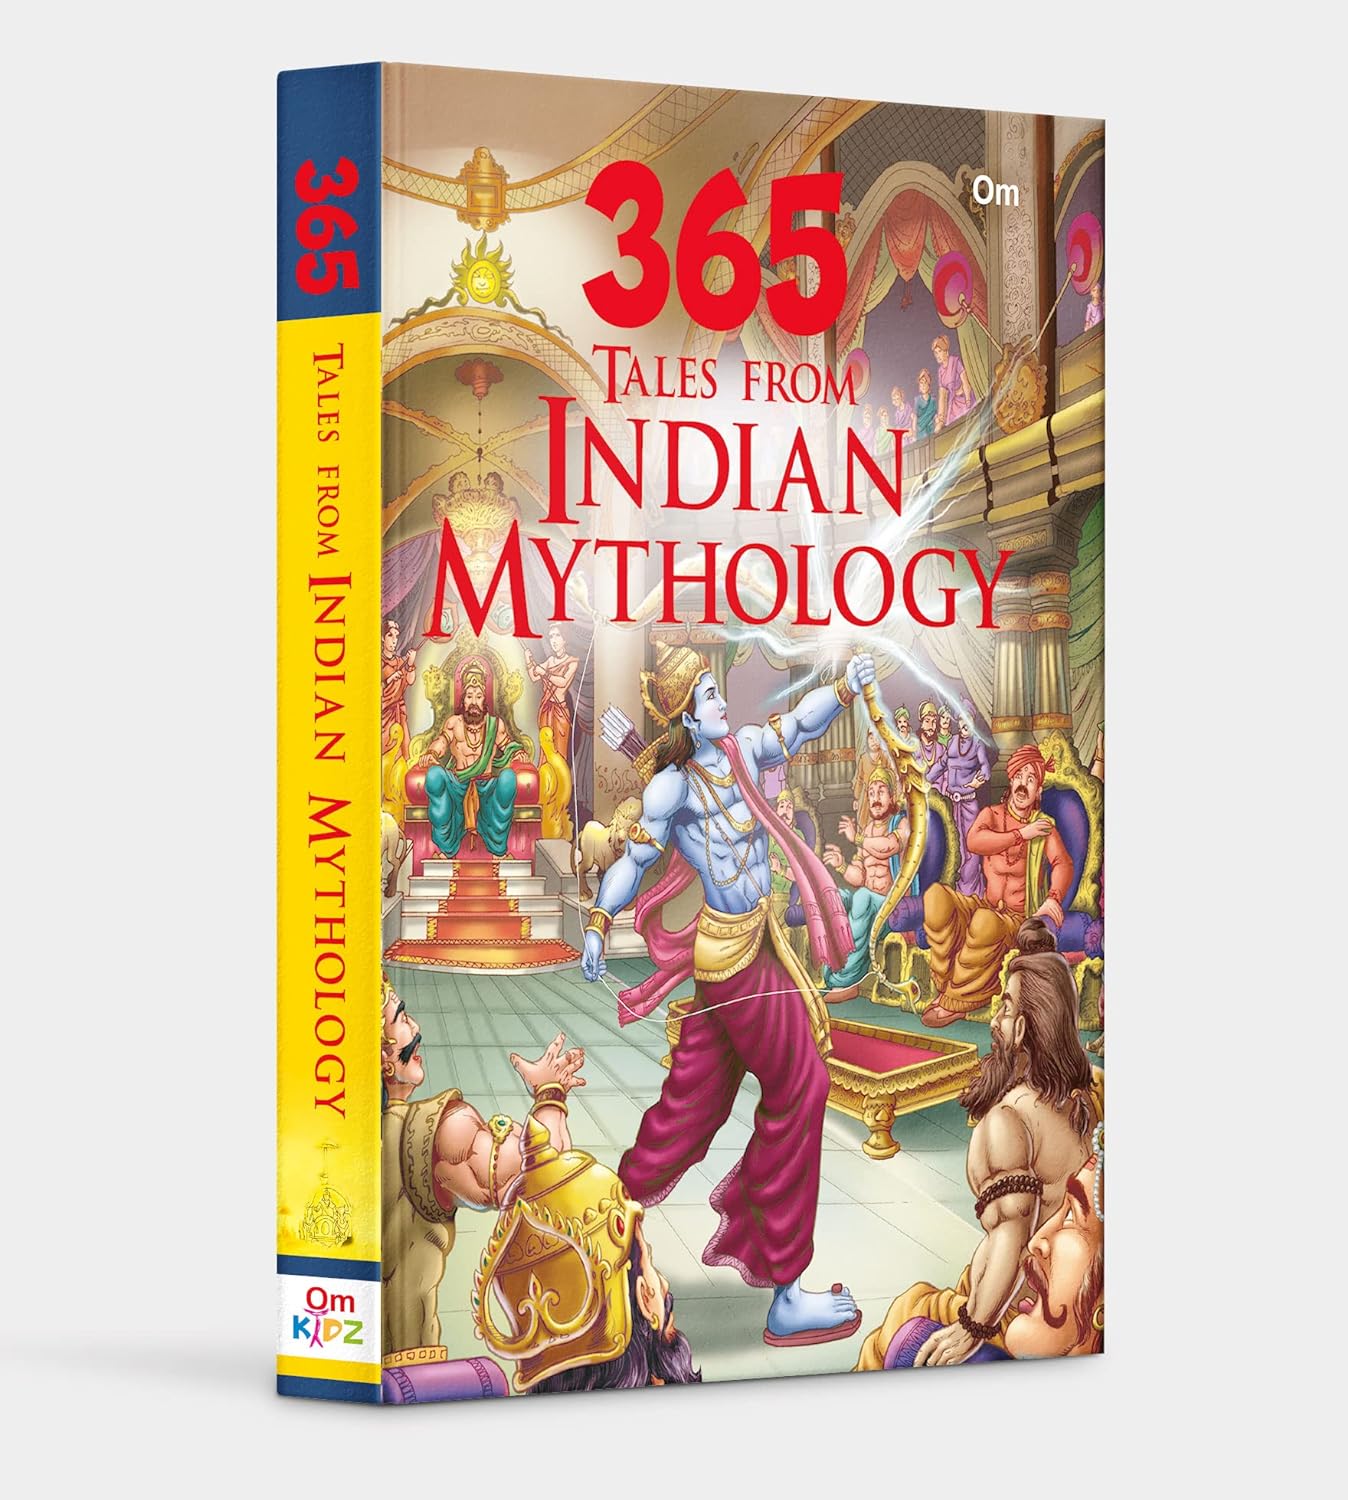 365
TALES FROM INDIAN MYTHOLOGY
Om
KIDZ
Om
365
TALES FROM
INDIAN
MYTHOLOGY